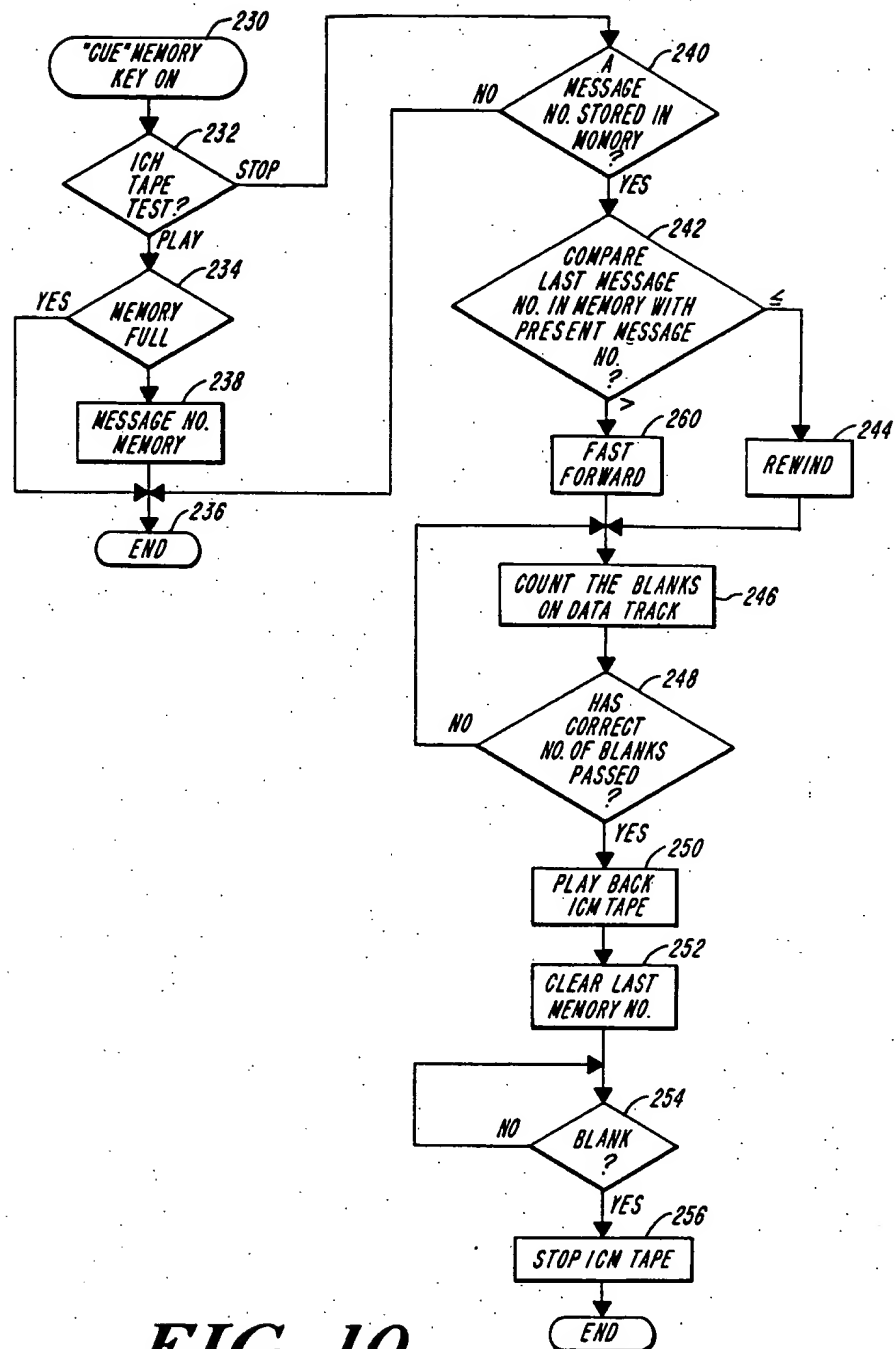 230
"CUE" MEMORY
KEY ON
232
ICH
TAPE
TEST?
STOP
PLAY
234
YES
MEMORY
FULL
238
MESSAGE NO.
MEMORY
236
END
240
A
MESSAGE
NO. STORED IN
MOMORY
?
NO
YES
242
COMPARE
LAST MESSAGE
NO. IN MEMORY WITH
PRESENT MESSAGE
NO.
?
≤
>
260
FAST
FORWARD
244
REWIND
COUNT THE BLANKS
ON DATA TRACK
246
248
HAS
CORRECT
NO. OF BLANKS
PASSED
?
NO
YES
250
PLAY BACK
ICM TAPE
252
CLEAR LAST
MEMORY NO.
254
BLANK
?
NO
YES
256
STOP ICM TAPE
END
FIG. 10